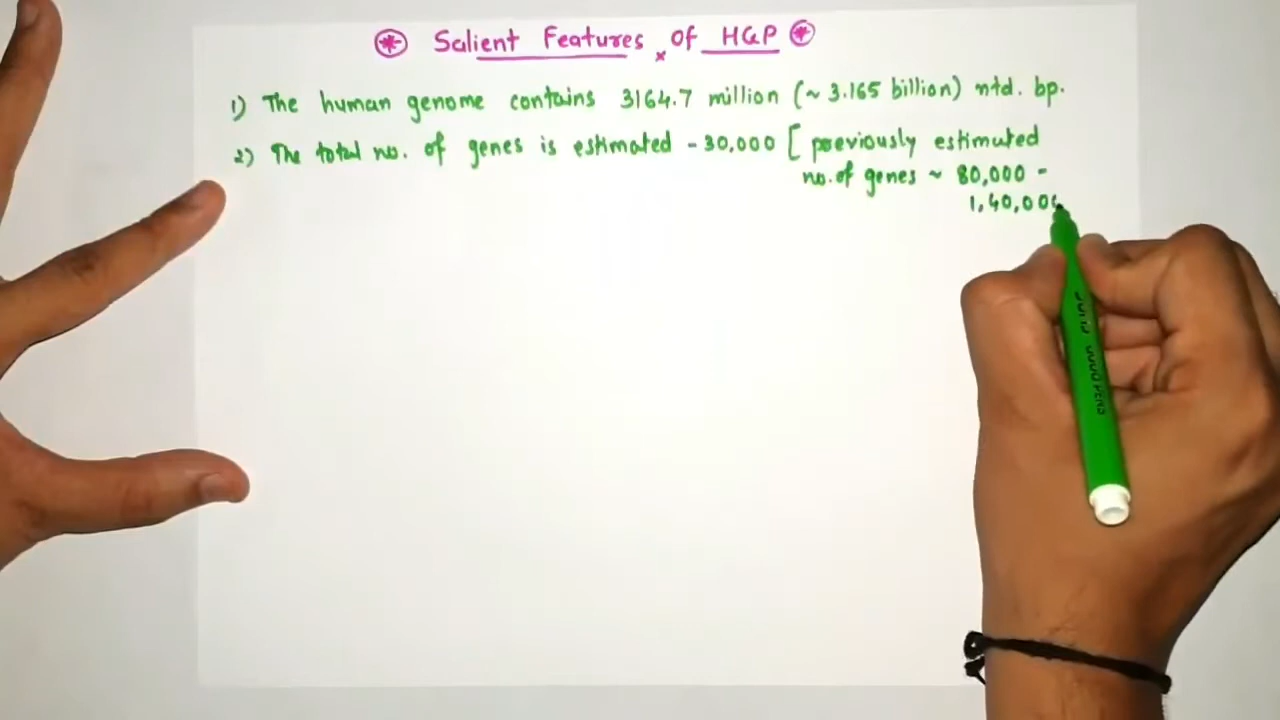 Salient Features of HGP
1) The human genome contains 3164.7 million (~ 3.165 billion) ntd. bp.
2) The total no. of genes is estimated - 30,000 [ previously estimated
no. of genes ~ 80,000 -
1,40,000